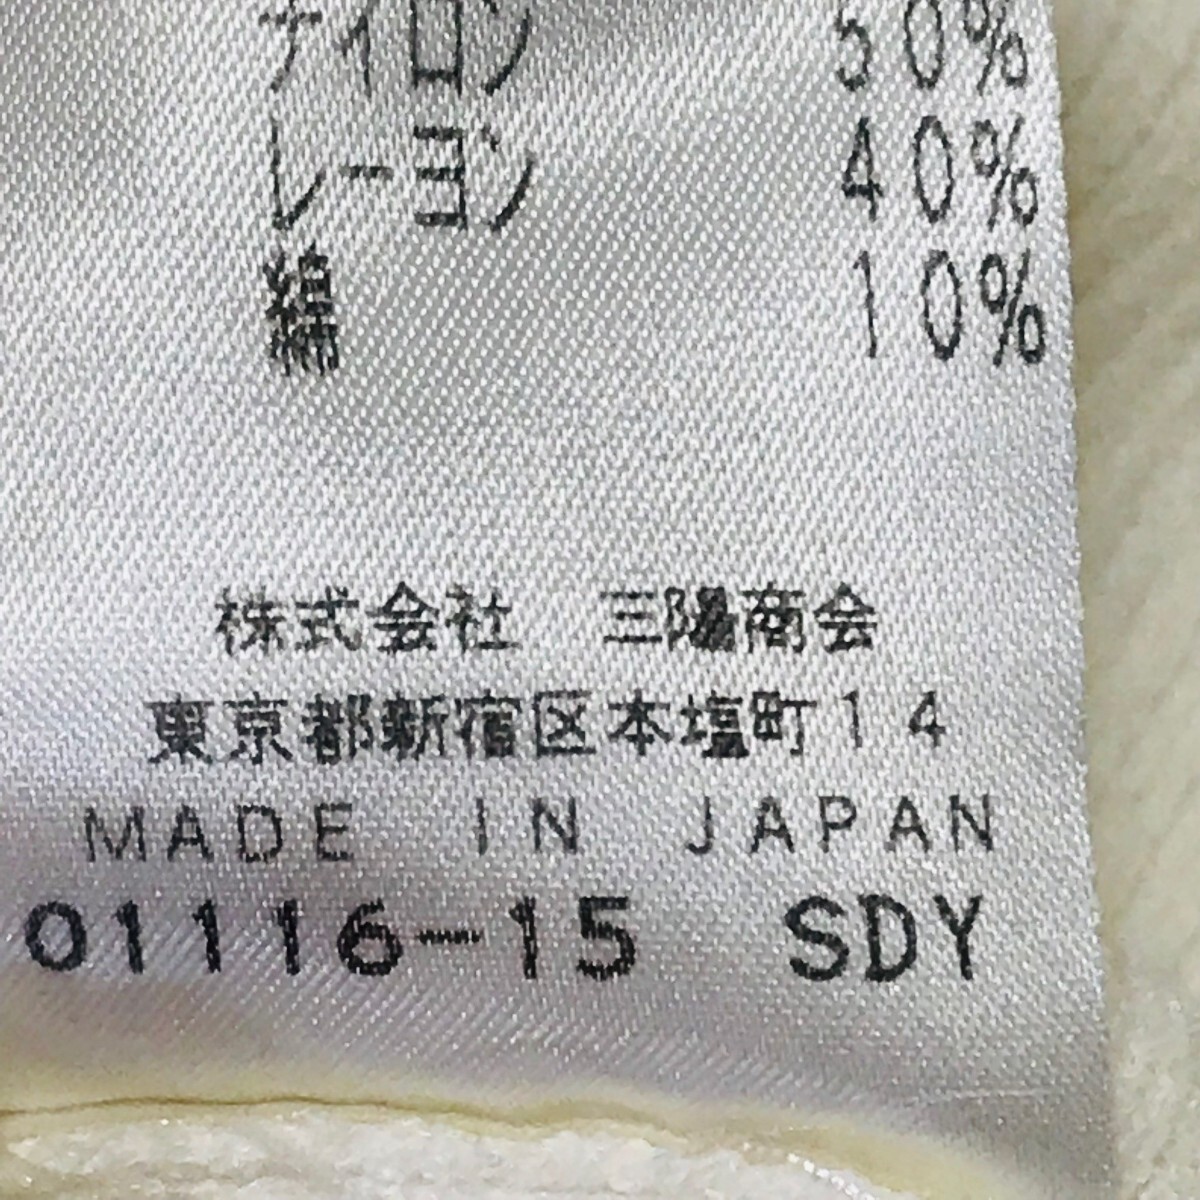 ナイロン 50%
レーヨン 40%
綿 10%
株式会社 三陽商会
東京都新宿区本塩町14
MADE IN JAPAN
01116-15 SDY